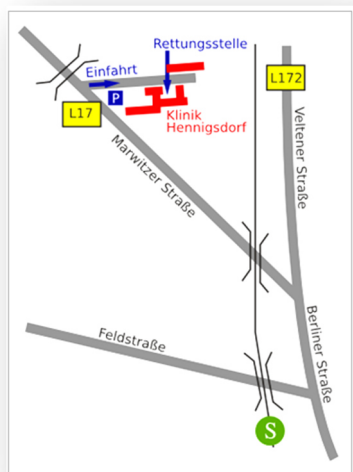 Rettungsstelle
Einfahrt
P
L172
L17
Klinik
Hennigsdorf
Veltener Straße
Marwitzer Straße
Berliner Straße
Feldstraße
S